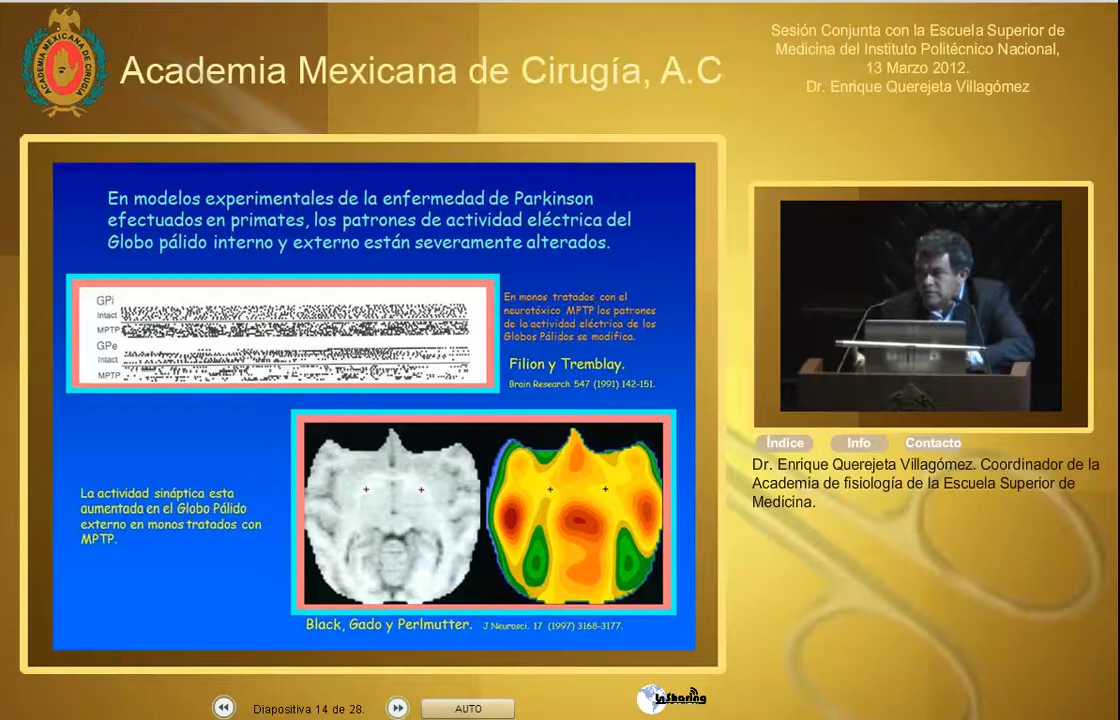 ACADEMIA MEXICANA DE CIRUGÍA
Academia Mexicana de Cirugía, A.C
Sesión Conjunta con la Escuela Superior de
Medicina del Instituto Politécnico Nacional,
13 Marzo 2012.
Dr. Enrique Querejeta Villagómez
En modelos experimentales de la enfermedad de Parkinson
efectuados en primates, los patrones de actividad eléctrica del
Globo pálido interno y externo están severamente alterados.
GPi
Intact
MPTP
GPe
Intact
MPTP
En monos tratados con el
neurotóxico MPTP los patrones
de la actividad eléctrica de los
Globos Pálidos se modifica.
Filion y Tremblay.
Brain Research 547 (1991) 142-151.
La actividad sináptica esta
aumentada en el Globo Pálido
externo en monos tratados con
MPTP.
Black, Gado y Perlmutter. J Neurosci. 17 (1997) 3168-3177.
Índice Info Contacto
Dr. Enrique Querejeta Villagómez. Coordinador de la
Academia de fisiología de la Escuela Superior de
Medicina.
Diapositiva 14 de 28.
AUTO